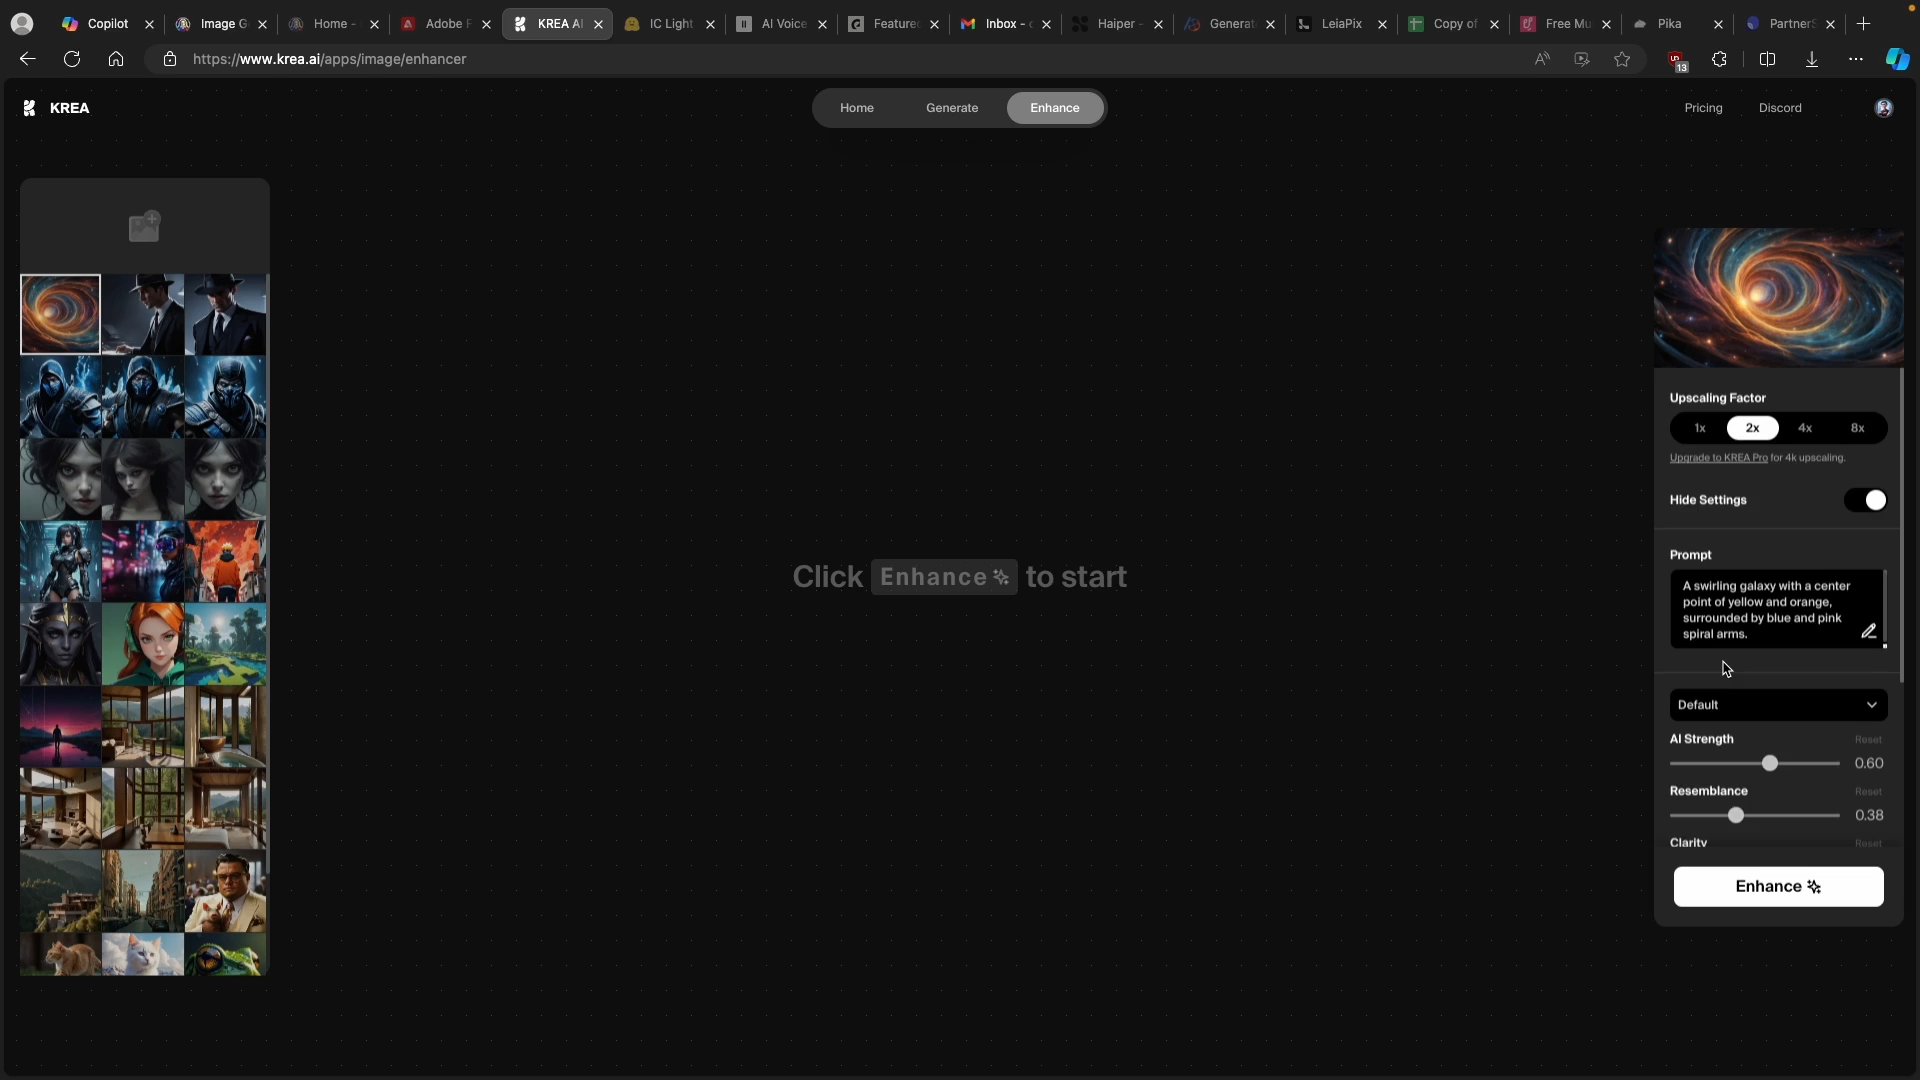 Copilot
Image G
Home -
Adobe F
KREA AI
IC Light
AI Voice
Feature
Inbox - c
Haiper -
Generat
LeiaPix
Copy of
Free Mu
Pika
PartnerS
https://www.krea.ai/apps/image/enhancer
13
KREA
Home
Generate
Enhance
Pricing
Discord
Click Enhance to start
Upscaling Factor
1x 2x 4x 8x
Upgrade to KREA Pro for 4k upscaling.
Hide Settings
Prompt
A swirling galaxy with a center
point of yellow and orange,
surrounded by blue and pink
spiral arms.
Default
AI Strength Reset
0.60
Resemblance Reset
0.38
Clarity Reset
Enhance